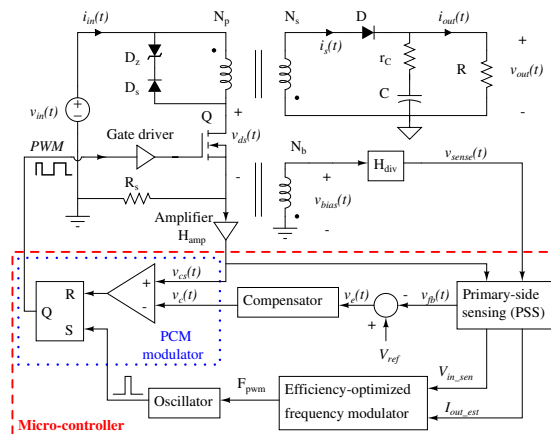 i_in(t)
N_p
N_s
D
i_out(t)
D_z
i_s(t)
r_C
+
R
v_out(t)
D_s
C
-
v_in(t)
+
-
Q
+
PWM
Gate driver
v_ds(t)
N_b
v_sense(t)
-
H_div
R_s
+
v_bias(t)
Amplifier
H_amp
-
R
+
v_cs(t)
Q
-
v_c(t)
Compensator
v_e(t)
-
v_fb(t)
Primary-side
sensing (PSS)
S
PCM
modulator
+
V_ref
V_in_sen
F_pwm
Efficiency-optimized
frequency modulator
Oscillator
I_out_est
Micro-controller